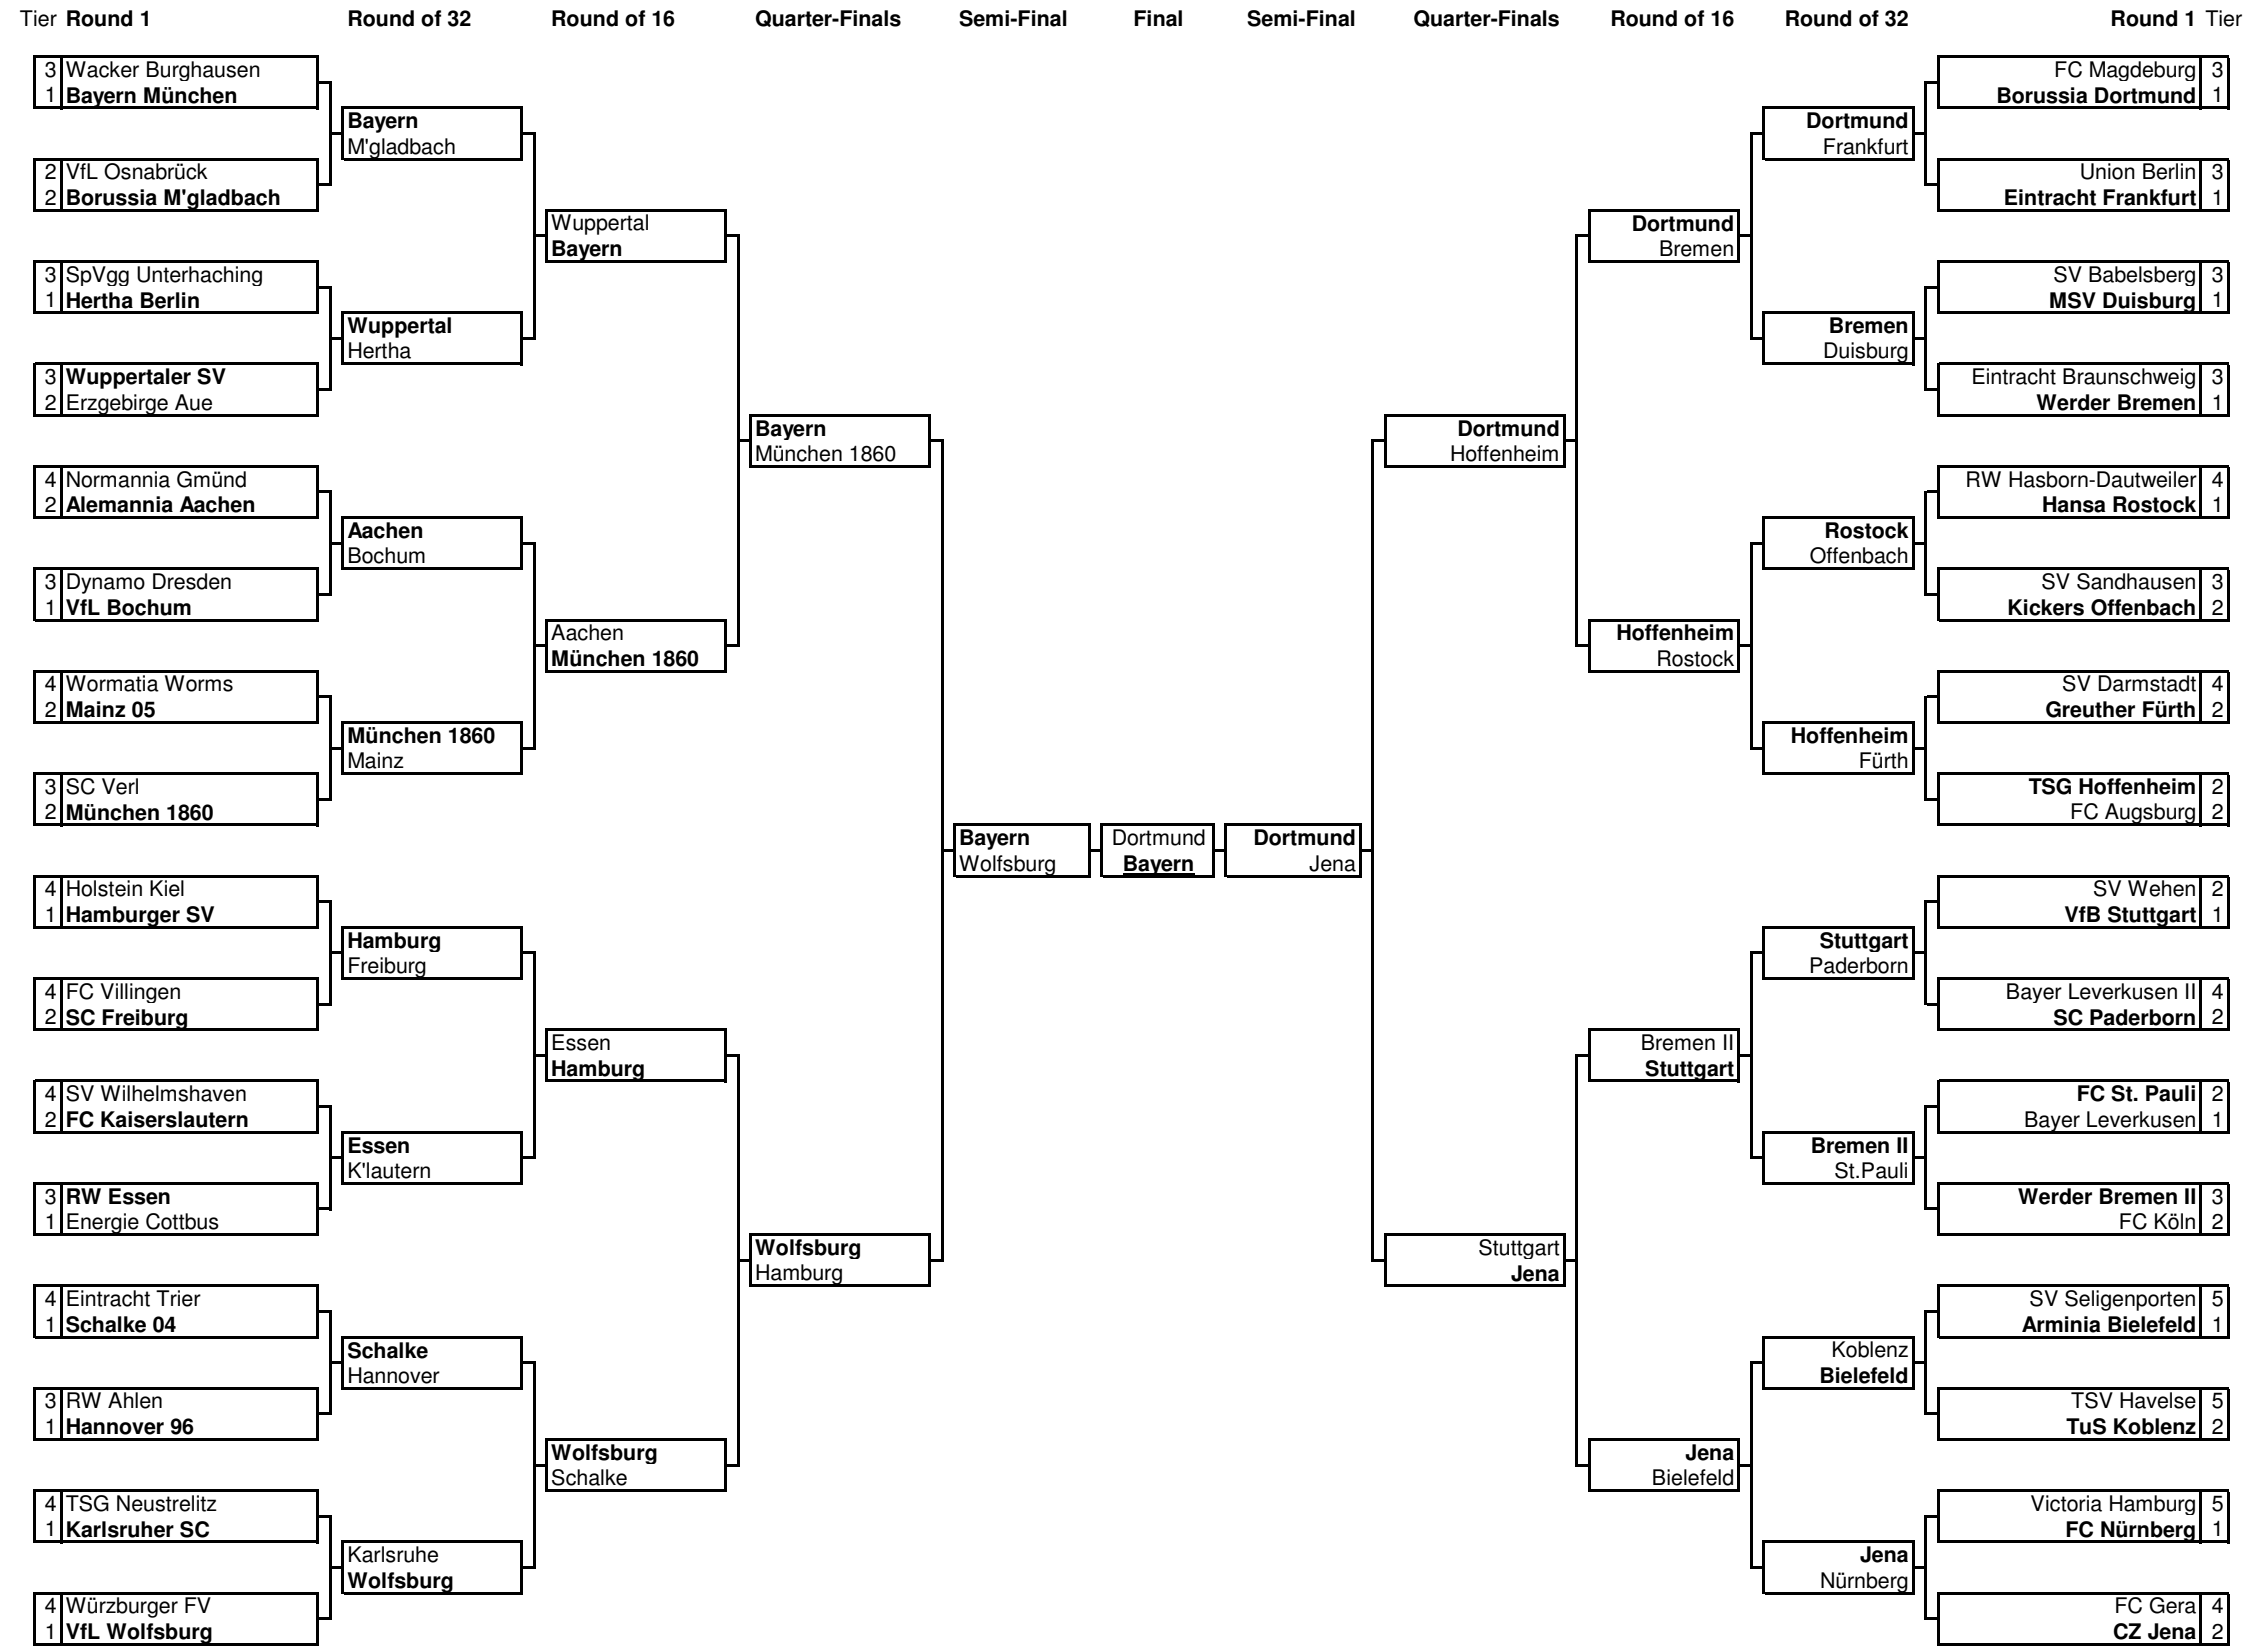 Tier Round 1 Round of 32 Round of 16 Quarter-Finals Semi-Final Final Semi-Final Quarter-Finals Round of 16 Round of 32 Round 1 Tier
3 Wacker Burghausen
1 Bayern München
2 VfL Osnabrück
2 Borussia M'gladbach
3 SpVgg Unterhaching
1 Hertha Berlin
3 Wuppertaler SV
2 Erzgebirge Aue
4 Normannia Gmünd
2 Alemannia Aachen
3 Dynamo Dresden
1 VfL Bochum
4 Wormatia Worms
2 Mainz 05
3 SC Verl
2 München 1860
4 Holstein Kiel
1 Hamburger SV
4 FC Villingen
2 SC Freiburg
4 SV Wilhelmshaven
2 FC Kaiserslautern
3 RW Essen
1 Energie Cottbus
4 Eintracht Trier
1 Schalke 04
3 RW Ahlen
1 Hannover 96
4 TSG Neustrelitz
1 Karlsruher SC
4 Würzburger FV
1 VfL Wolfsburg
Bayern
M'gladbach
Wuppertal
Hertha
Aachen
Bochum
München 1860
Mainz
Hamburg
Freiburg
Essen
K'lautern
Schalke
Hannover
Karlsruhe
Wolfsburg
Wuppertal
Bayern
Aachen
München 1860
Essen
Hamburg
Wolfsburg
Schalke
Bayern
München 1860
Wolfsburg
Hamburg
Bayern
Wolfsburg
Dortmund
Bayern
Dortmund
Jena
Dortmund
Hoffenheim
Stuttgart
Jena
Dortmund
Bremen
Hoffenheim
Rostock
Bremen II
Stuttgart
Jena
Bielefeld
Dortmund
Frankfurt
Bremen
Duisburg
Rostock
Offenbach
Hoffenheim
Fürth
Stuttgart
Paderborn
Bremen II
St.Pauli
Koblenz
Bielefeld
Jena
Nürnberg
FC Magdeburg 3
Borussia Dortmund 1
Union Berlin 3
Eintracht Frankfurt 1
SV Babelsberg 3
MSV Duisburg 1
Eintracht Braunschweig 3
Werder Bremen 1
RW Hasborn-Dautweiler 4
Hansa Rostock 1
SV Sandhausen 3
Kickers Offenbach 2
SV Darmstadt 4
Greuther Fürth 2
TSG Hoffenheim 2
FC Augsburg 2
SV Wehen 2
VfB Stuttgart 1
Bayer Leverkusen II 4
SC Paderborn 2
FC St. Pauli 2
Bayer Leverkusen 1
Werder Bremen II 3
FC Köln 2
SV Seligenporten 5
Arminia Bielefeld 1
TSV Havelse 5
TuS Koblenz 2
Victoria Hamburg 5
FC Nürnberg 1
FC Gera 4
CZ Jena 2